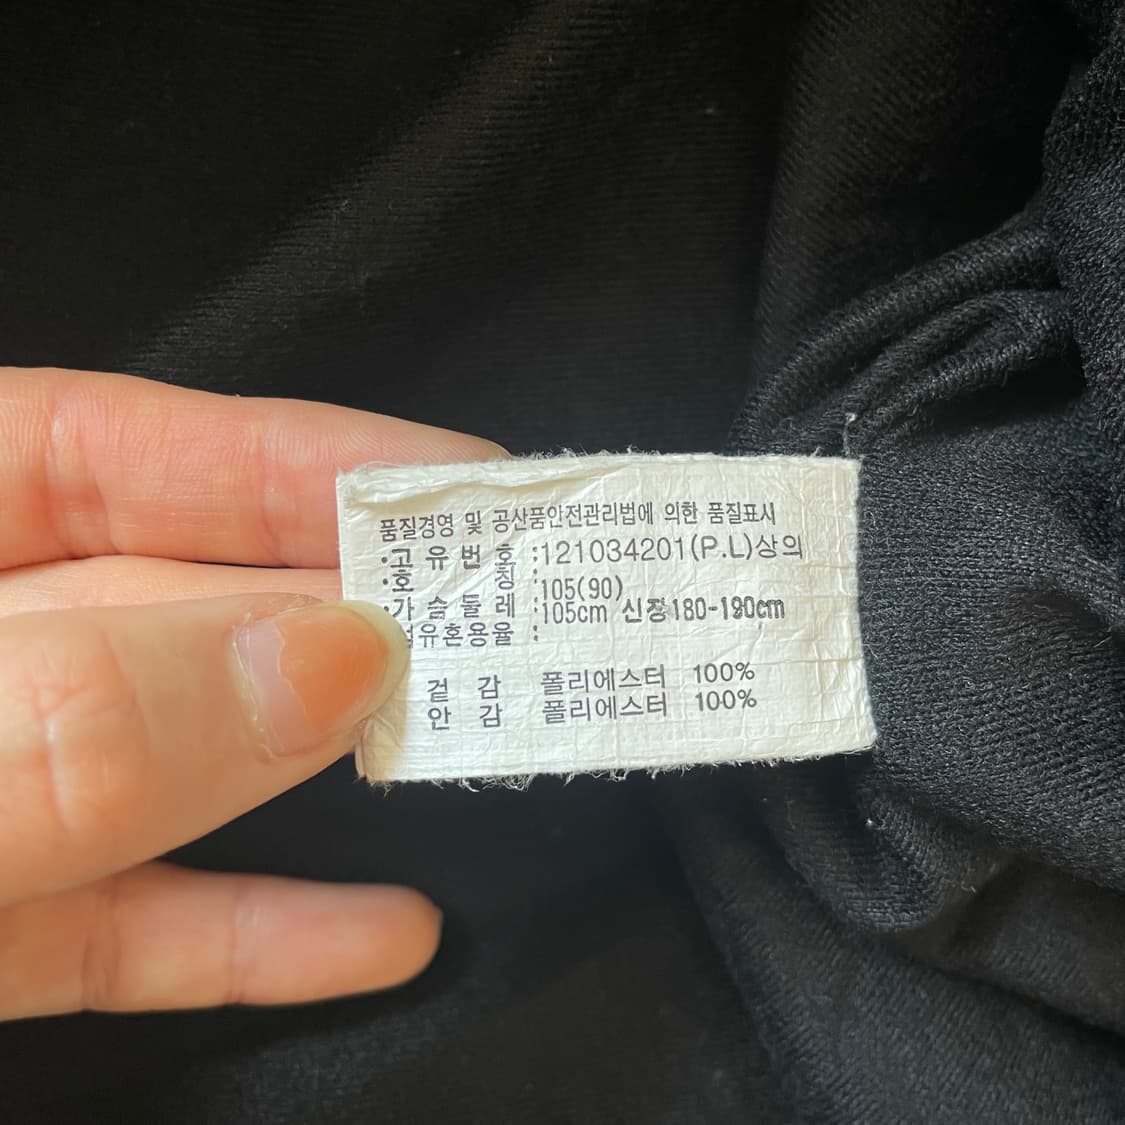 품질경영 및 공산품안전관리법에 의한 품질표시
·고 유 번 호 :121034201(P.L)상의
·호 칭 :105(90)
·가 슴 둘 레 :105cm 신장180-190cm
섬유혼용율 :
겉 감 폴리에스터 100%
안 감 폴리에스터 100%